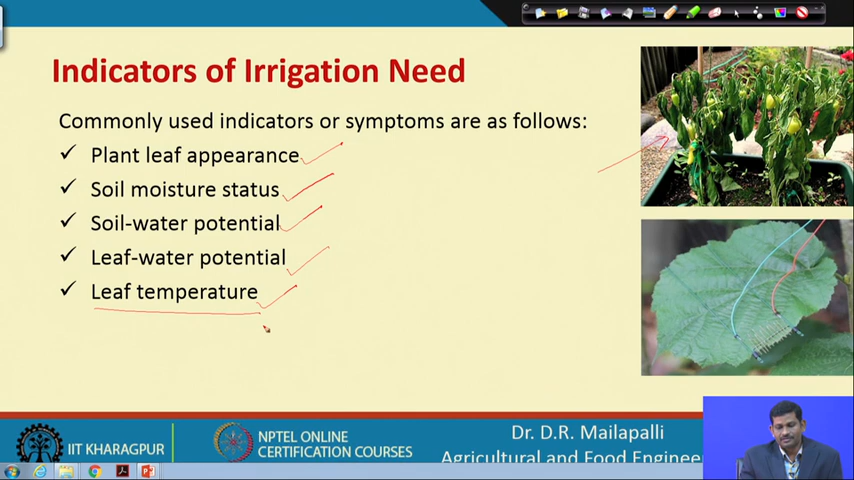 Indicators of Irrigation Need
Commonly used indicators or symptoms are as follows:
✓ Plant leaf appearance
✓ Soil moisture status
✓ Soil-water potential
✓ Leaf-water potential
✓ Leaf temperature
IIT KHARAGPUR
NPTEL ONLINE
CERTIFICATION COURSES
Dr. D.R. Mailapalli
Agricultural and Food Engineer